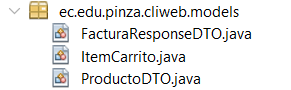 ec.edu.pinza.cliweb.models
FacturaResponseDTO.java
ItemCarrito.java
ProductoDTO.java